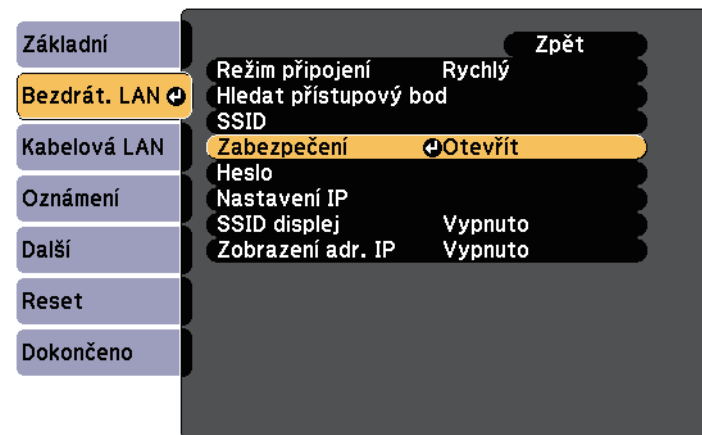 Základní
Bezdrát. LAN
Kabelová LAN
Oznámení
Další
Reset
Dokončeno
Zpět
Režim připojení Rychlý
Hledat přístupový bod
SSID
Zabezpečení Otevřít
Heslo
Nastavení IP
SSID displej Vypnuto
Zobrazení adr. IP Vypnuto